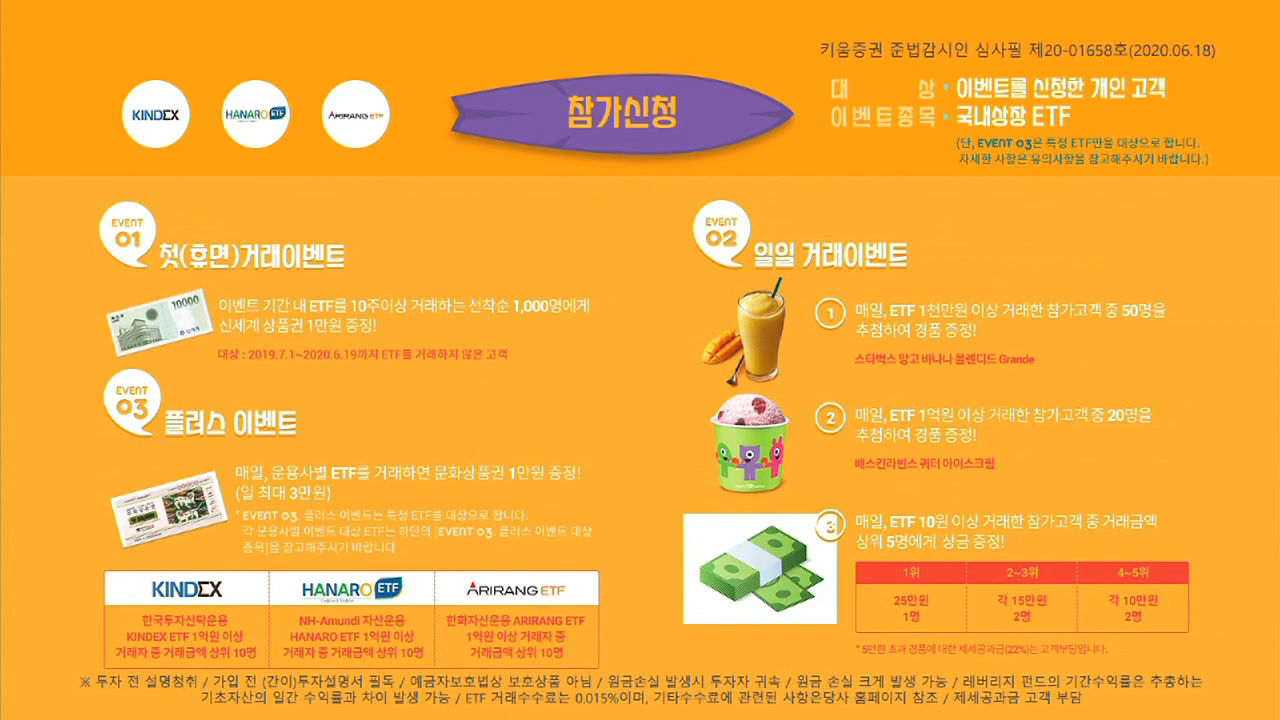 키움증권 준법감시인 심사필 제20-01658호(2020.06.18)
KINDEX
HANARO ETF
ARIRANG ETF
참가신청
대 상 · 이벤트를 신청한 개인 고객
이벤트종목 · 국내상장 ETF
(단, EVENT 03은 특정 ETF만을 대상으로 합니다.
자세한 사항은 유의사항을 참고해주시기 바랍니다.)
EVENT
01
첫(휴면)거래이벤트
10000
이벤트 기간 내 ETF를 10주이상 거래하는 선착순 1,000명에게
신세계 상품권 1만원 증정!
대상 : 2019.7.1~2020.6.19까지 ETF를 거래하지 않은 고객
EVENT
03
플러스 이벤트
매일, 운용사별 ETF를 거래하면 문화상품권 1만원 증정!
(일 최대 3만원)
* EVENT 03. 플러스 이벤트는 특정 ETF를 대상으로 합니다.
각 운용사별 이벤트 대상 ETF는 하단의 [EVENT 03. 플러스 이벤트 대상
종목]을 참고해주시기 바랍니다
KINDEX
HANARO ETF
ARIRANG ETF
한국투자신탁운용
KINDEX ETF 1억원 이상
거래자 중 거래금액 상위 10명
NH-Amundi 자산운용
HANARO ETF 1억원 이상
거래자 중 거래금액 상위 10명
한화자산운용 ARIRANG ETF
1억원 이상 거래자 중
거래금액 상위 10명
EVENT
02
일일 거래이벤트
1
매일, ETF 1천만원 이상 거래한 참가고객 중 50명을
추첨하여 경품 증정!
스타벅스 망고 바나나 블렌디드 Grande
2
매일, ETF 1억원 이상 거래한 참가고객 중 20명을
추첨하여 경품 증정!
베스킨라빈스 쿼터 아이스크림
3
매일, ETF 10원 이상 거래한 참가고객 중 거래금액
상위 5명에게 상금 증정!
1위
2~3위
4~5위
25만원
1명
각 15만원
2명
각 10만원
2명
* 5만원 초과 경품에 대한 제세공과금(22%)는 고객부담입니다.
※ 투자 전 설명청취 / 가입 전 (간이)투자설명서 필독 / 예금자보호법상 보호상품 아님 / 원금손실 발생시 투자자 귀속 / 원금 손실 크게 발생 가능 / 레버리지 펀드의 기간수익률은 추종하는
기초자산의 일간 수익률과 차이 발생 가능 / ETF 거래수수료는 0.015%이며, 기타수수료에 관련된 사항은당사 홈페이지 참조 / 제세공과금 고객 부담